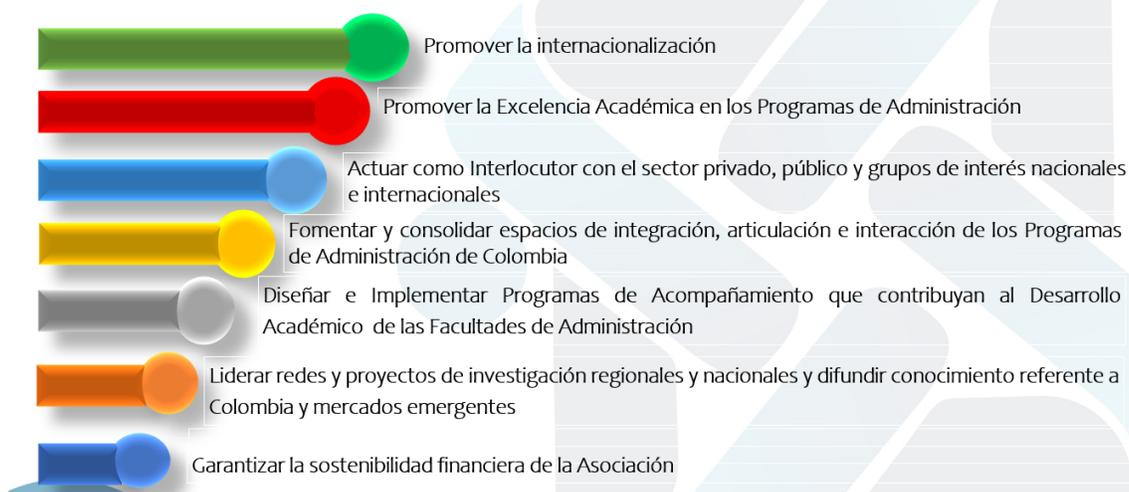 Promover la internacionalización
Promover la Excelencia Académica en los Programas de Administración
Actuar como Interlocutor con el sector privado, público y grupos de interés nacionales
e internacionales
Fomentar y consolidar espacios de integración, articulación e interacción de los Programas
de Administración de Colombia
Diseñar e Implementar Programas de Acompañamiento que contribuyan al Desarrollo
Académico de las Facultades de Administración
Liderar redes y proyectos de investigación regionales y nacionales y difundir conocimiento referente a
Colombia y mercados emergentes
Garantizar la sostenibilidad financiera de la Asociación